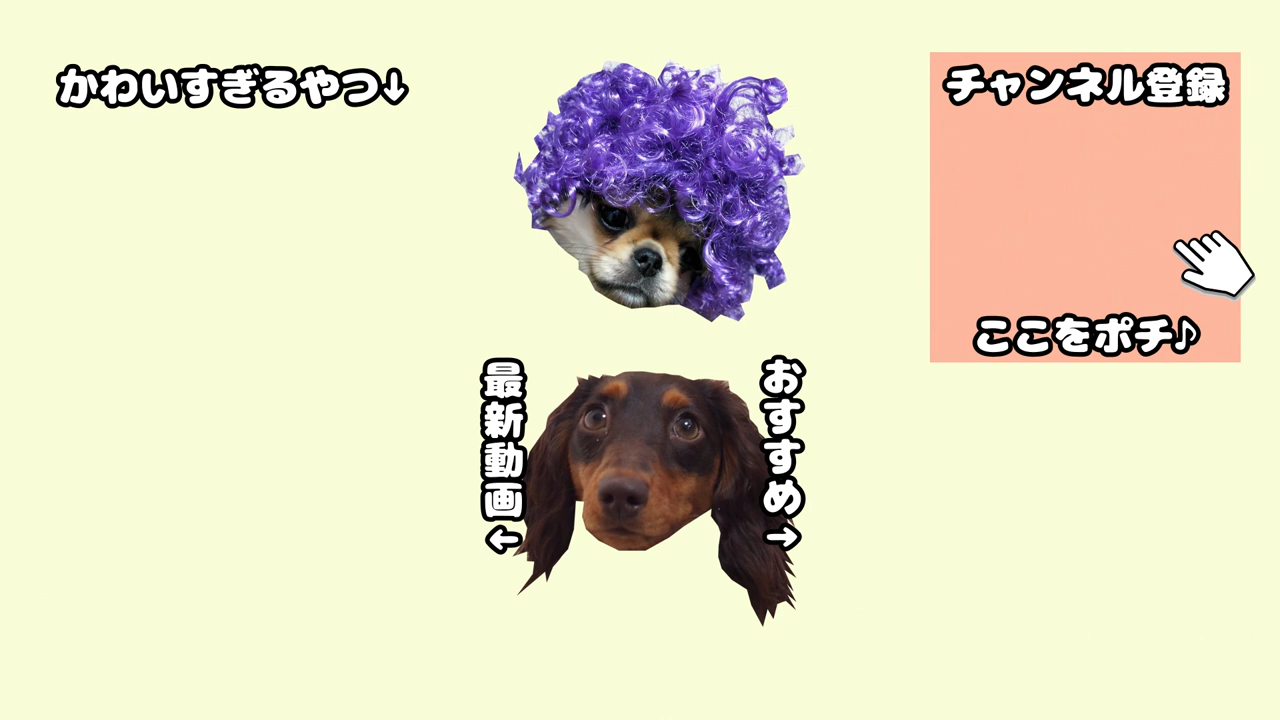 かわいすぎるやつ↓
チャンネル登録
ここをポチ♪
最新動画←
おすすめ→